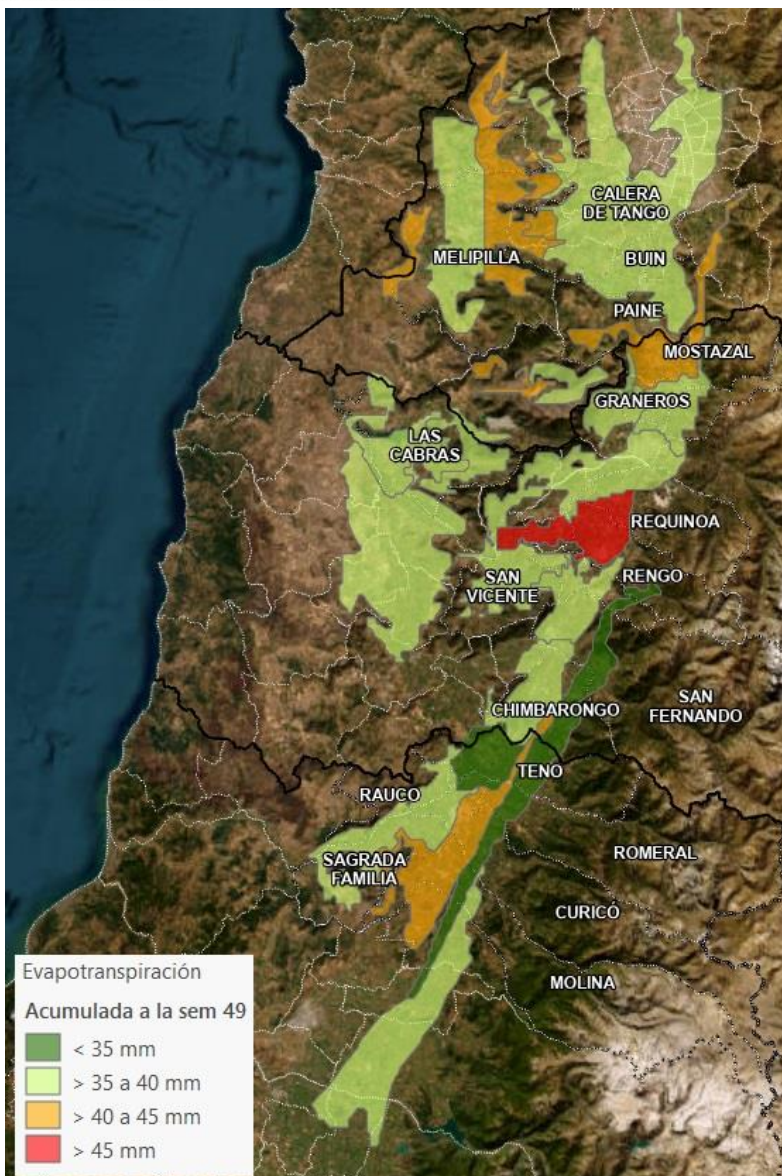 CALERA
DE TANGO
MELIPILLA
BUIN
PAINE
MOSTAZAL
GRANEROS
LAS
CABRAS
REQUINOA
SAN
VICENTE
RENGO
CHIMBARONGO
SAN
FERNANDO
TENO
RAUCO
SAGRADA
FAMILIA
ROMERAL
CURICÓ
MOLINA
Evapotranspiración
Acumulada a la sem 49
< 35 mm
> 35 a 40 mm
> 40 a 45 mm
> 45 mm